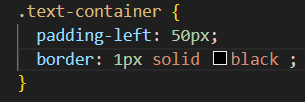 .text-container {
padding-left: 50px;
border: 1px solid black ;
}